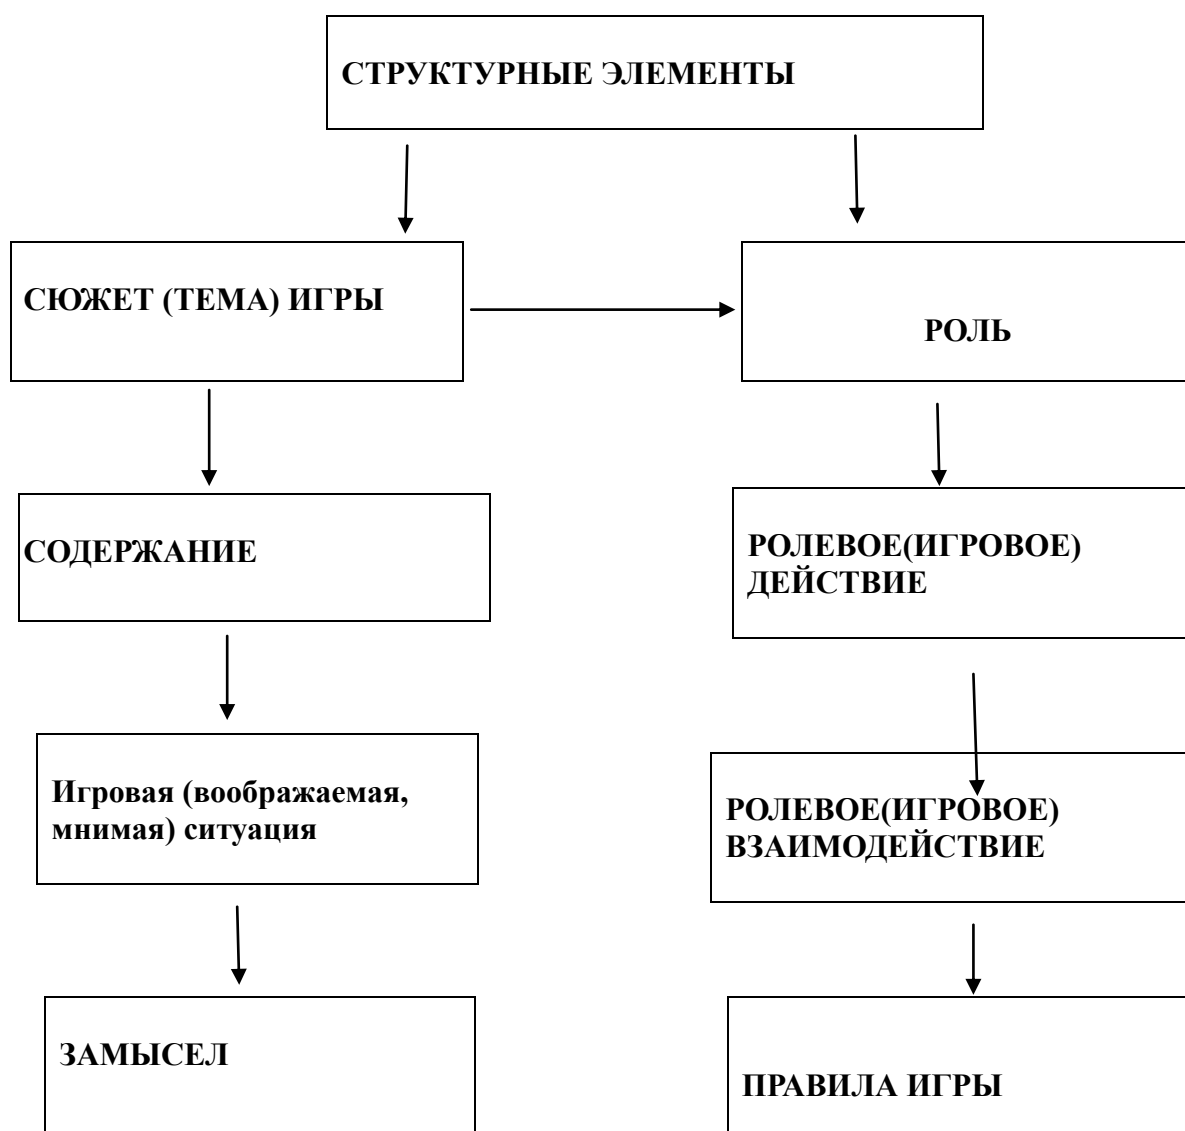 СТРУКТУРНЫЕ ЭЛЕМЕНТЫ
СЮЖЕТ (ТЕМА) ИГРЫ
РОЛЬ
СОДЕРЖАНИЕ
РОЛЕВОЕ(ИГРОВОЕ)
ДЕЙСТВИЕ
Игровая (воображаемая,
мнимая) ситуация
РОЛЕВОЕ(ИГРОВОЕ)
ВЗАИМОДЕЙСТВИЕ
ЗАМЫСЕЛ
ПРАВИЛА ИГРЫ